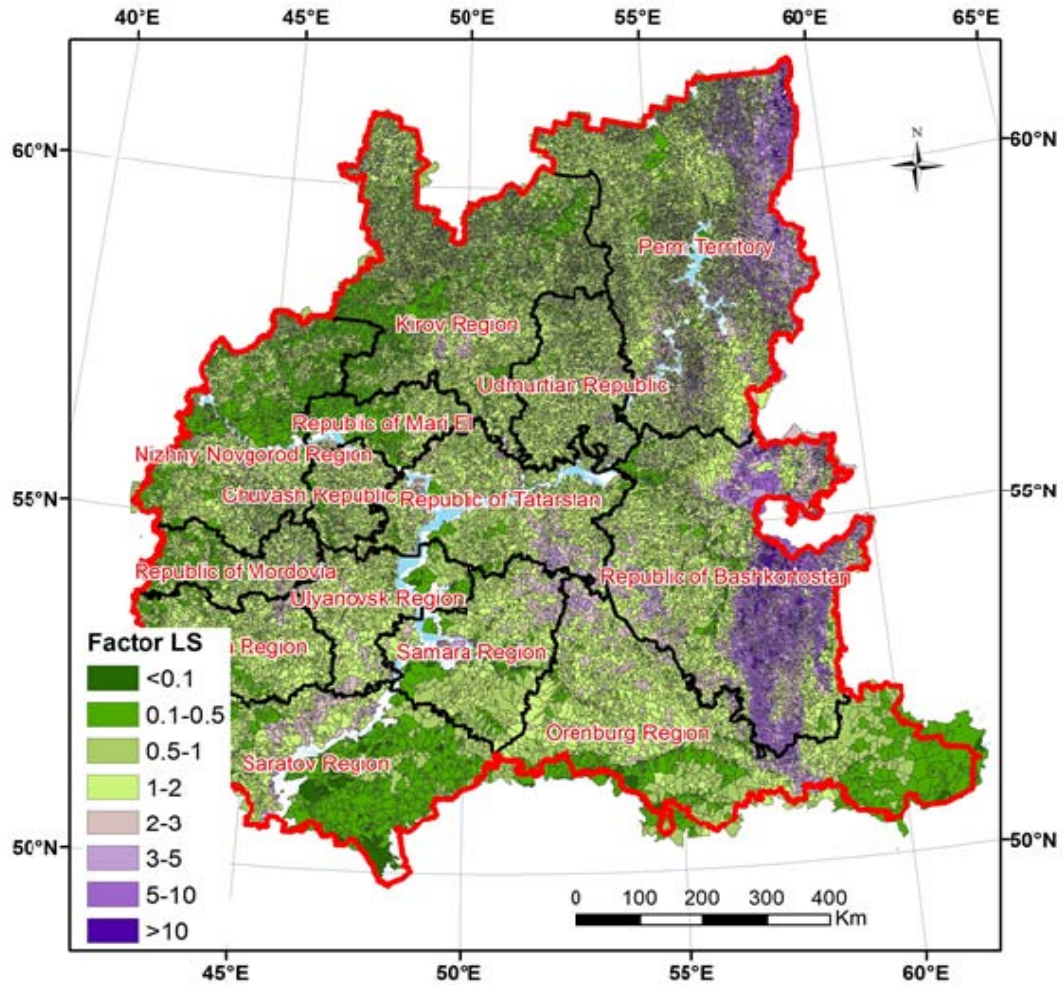 40°E 45°E 50°E 55°E 60°E 65°E
60°N 60°N
N
Perm Territory
Kirov Region
Udmurtian Republic
Republic of Mari El
Nizhny Novgorod Region
Chuvash Republic
Republic of Tatarslan
55°N 55°N
Republic of Mordovia
Republic of Bashkortostan
Ulyanovsk Region
Region
Samara Region
Orenburg Region
Saratov Region
Factor LS
<0.1
0.1-0.5
0.5-1
1-2
2-3
3-5
5-10
>10
50°N 50°N
0 100 200 300 400
Km
45°E 50°E 55°E 60°E